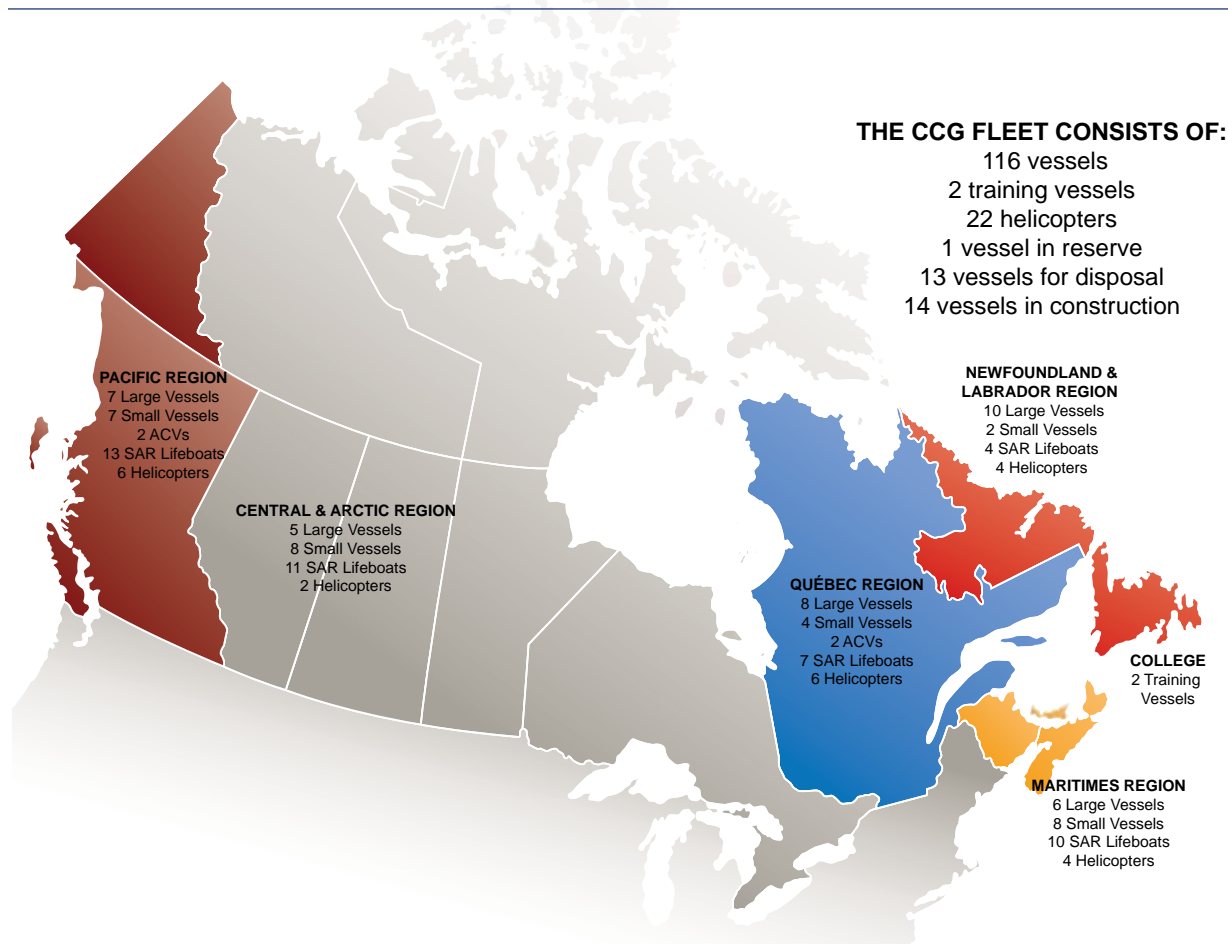 THE CCG FLEET CONSISTS OF:
116 vessels
2 training vessels
22 helicopters
1 vessel in reserve
13 vessels for disposal
14 vessels in construction
PACIFIC REGION
7 Large Vessels
7 Small Vessels
2 ACVs
13 SAR Lifeboats
6 Helicopters
CENTRAL & ARCTIC REGION
5 Large Vessels
8 Small Vessels
11 SAR Lifeboats
2 Helicopters
QUÉBEC REGION
8 Large Vessels
4 Small Vessels
2 ACVs
7 SAR Lifeboats
6 Helicopters
NEWFOUNDLAND &
LABRADOR REGION
10 Large Vessels
2 Small Vessels
4 SAR Lifeboats
4 Helicopters
COLLEGE
2 Training
Vessels
MARITIMES REGION
6 Large Vessels
8 Small Vessels
10 SAR Lifeboats
4 Helicopters